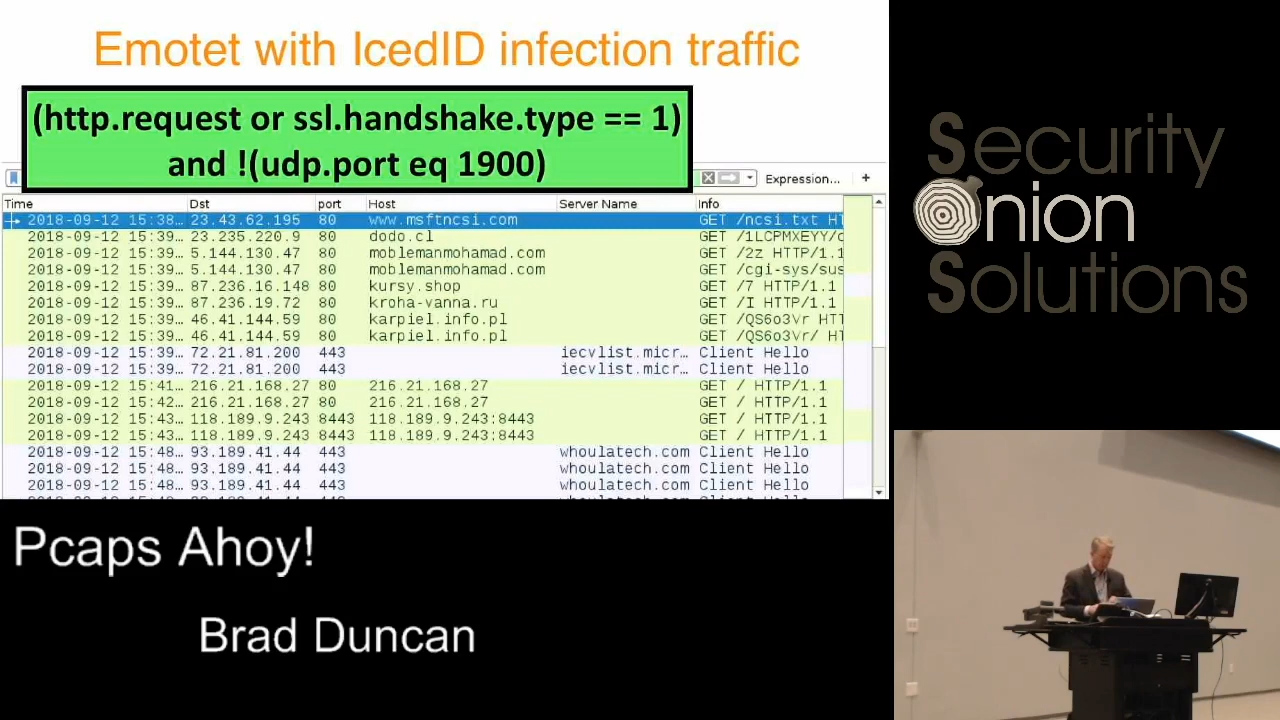 Emotet with IcedID infection traffic
(http.request or ssl.handshake.type == 1)
and !(udp.port eq 1900)
Expression... +
Time Dst port Host Server Name Info
2018-09-12 15:38… 23.43.62.195 80 www.msftncsi.com GET /ncsi.txt HT
2018-09-12 15:39… 23.235.220.9 80 dodo.cl GET /1LCPMXEYY/c
2018-09-12 15:39… 5.144.130.47 80 moblemanmohamad.com GET /2z HTTP/1.1
2018-09-12 15:39… 5.144.130.47 80 moblemanmohamad.com GET /cgi-sys/sus
2018-09-12 15:39… 87.236.16.148 80 kursy.shop GET /7 HTTP/1.1
2018-09-12 15:39… 87.236.19.72 80 kroha-vanna.ru GET /I HTTP/1.1
2018-09-12 15:39… 46.41.144.59 80 karpiel.info.pl GET /QS6o3Vr HTT
2018-09-12 15:39… 46.41.144.59 80 karpiel.info.pl GET /QS6o3Vr/ HT
2018-09-12 15:39… 72.21.81.200 443 iecvlist.micr… Client Hello
2018-09-12 15:39… 72.21.81.200 443 iecvlist.micr… Client Hello
2018-09-12 15:41… 216.21.168.27 80 216.21.168.27 GET / HTTP/1.1
2018-09-12 15:42… 216.21.168.27 80 216.21.168.27 GET / HTTP/1.1
2018-09-12 15:43… 118.189.9.243 8443 118.189.9.243:8443 GET / HTTP/1.1
2018-09-12 15:43… 118.189.9.243 8443 118.189.9.243:8443 GET / HTTP/1.1
2018-09-12 15:48… 93.189.41.44 443 whoulatech.com Client Hello
2018-09-12 15:48… 93.189.41.44 443 whoulatech.com Client Hello
2018-09-12 15:48… 93.189.41.44 443 whoulatech.com Client Hello
Security
Onion
Solutions
Pcaps Ahoy!
Brad Duncan